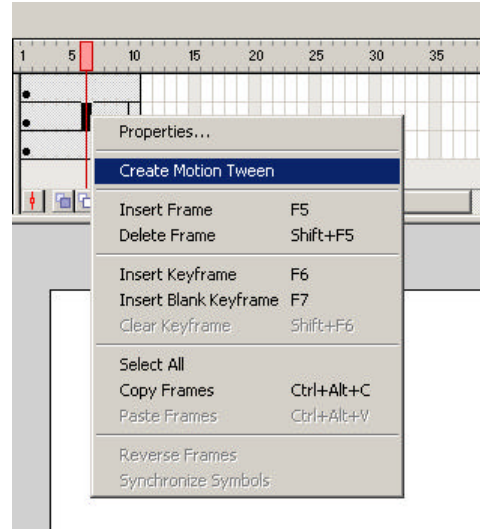 1 5 10 15 20 25 30 35
Properties...
Create Motion Tween
Insert Frame F5
Delete Frame Shift+F5
Insert Keyframe F6
Insert Blank Keyframe F7
Clear Keyframe Shift+F6
Select All
Copy Frames Ctrl+Alt+C
Paste Frames Ctrl+Alt+V
Reverse Frames
Synchronize Symbols